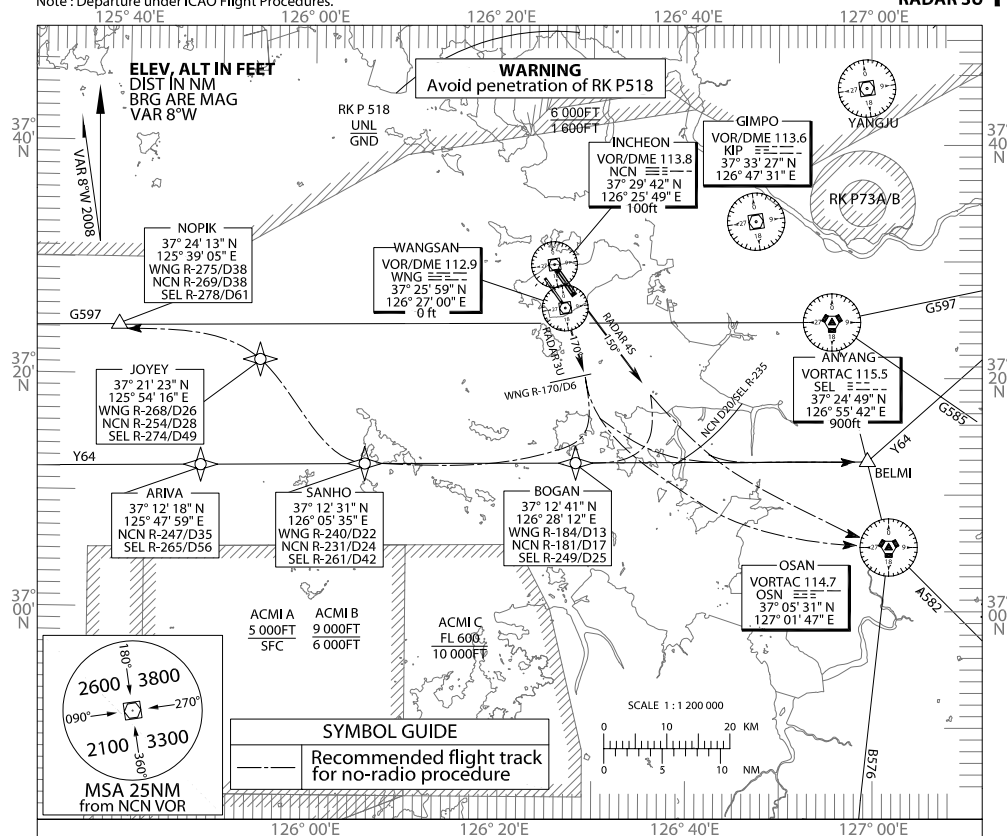 Note : Departure under ICAO Flight Procedures.
RADAR 3U
125° 40'E
126° 00'E
126° 20'E
126° 40'E
127° 00'E
ELEV, ALT IN FEET
DIST IN NM
BRG ARE MAG
VAR 8°W
VAR 8°W 2008
37°
40'
N
37°
40'
N
WARNING
Avoid penetration of RK P518
RK P 518
UNL
GND
6 000FT
1 600FT
INCHEON
VOR/DME 113.8
NCN
37° 29' 42" N
126° 25' 49" E
100ft
GIMPO
VOR/DME 113.6
KIP
37° 33' 27" N
126° 47' 31" E
YANGJU
RK P73A/B
NOPIK
37° 24' 13" N
125° 39' 05" E
WNG R-275/D38
NCN R-269/D38
SEL R-278/D61
WANGSAN
VOR/DME 112.9
WNG
37° 25' 59" N
126° 27' 00" E
0 ft
G597
G597
37°
20'
N
37°
20'
N
RADAR 3U
170°
RADAR 4S
150°
WNG R-170/D6
NCN D20/SEL R-235
JOYEY
37° 21' 23" N
125° 54' 16" E
WNG R-268/D26
NCN R-254/D28
SEL R-274/D49
ANYANG
VORTAC 115.5
SEL
37° 24' 49" N
126° 55' 42" E
900ft
G585
Y64
Y64
BELMI
ARIVA
37° 12' 18" N
125° 47' 59" E
NCN R-247/D35
SEL R-265/D56
SANHO
37° 12' 31" N
126° 05' 35" E
WNG R-240/D22
NCN R-231/D24
SEL R-261/D42
BOGAN
37° 12' 41" N
126° 28' 12" E
WNG R-184/D13
NCN R-181/D17
SEL R-249/D25
OSAN
VORTAC 114.7
OSN
37° 05' 31" N
127° 01' 47" E
A582
37°
00'
N
37°
00'
N
ACMI A
5 000FT
SFC
ACMI B
9 000FT
6 000FT
ACMI C
FL 600
10 000FT
180°
2600
3800
090°
270°
2100
3300
360°
MSA 25NM
from NCN VOR
SYMBOL GUIDE
Recommended flight track
for no-radio procedure
SCALE 1 : 1 200 000
0 10 20 KM
0 5 10 NM
B576
126° 00'E
126° 20'E
126° 40'E
127° 00'E